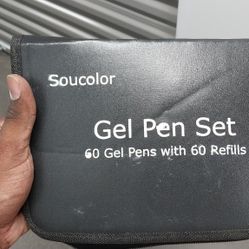 Soucolor
Gel Pen Set
60 Gel Pens with 60 Refills